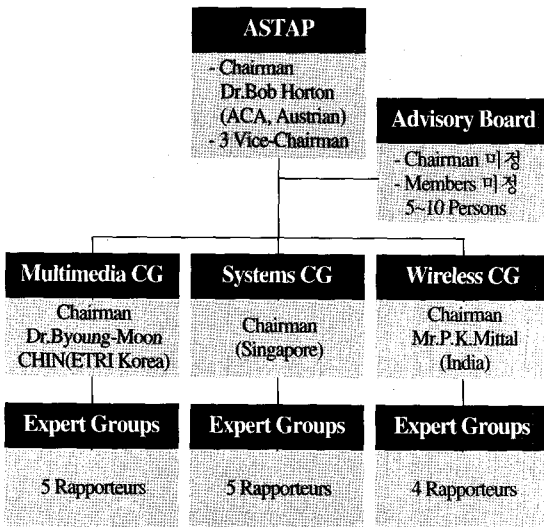 ASTAP
- Chairman
Dr.Bob Horton
(ACA, Austrian)
- 3 Vice-Chairman
Advisory Board
- Chairman 미정
- Members 미정
5~10 Persons
Multimedia CG
Chairman
Dr.Byoung-Moon
CHIN(ETRI Korea)
Systems CG
Chairman
(Singapore)
Wireless CG
Chairman
Mr.P.K.Mittal
(India)
Expert Groups
5 Rapporteurs
Expert Groups
5 Rapporteurs
Expert Groups
4 Rapporteurs